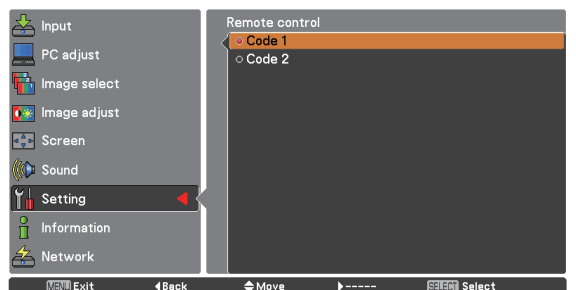 Input
PC adjust
Image select
Image adjust
Screen
Sound
Setting
Information
Network
Remote control
Code 1
Code 2
MENU Exit ◀Back ◆Move ▶----- SELECT Select